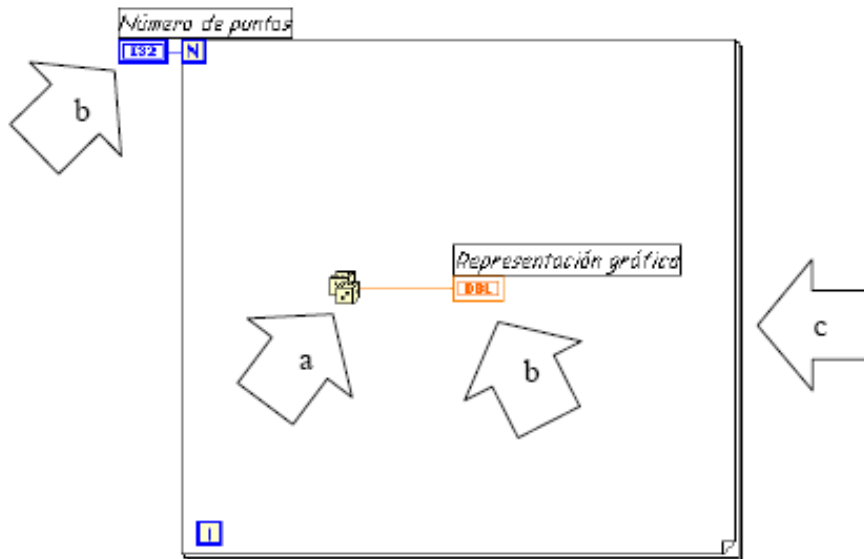 Número de puntos
I32
N
b
Representación gráfica
DBL
a
b
c
i